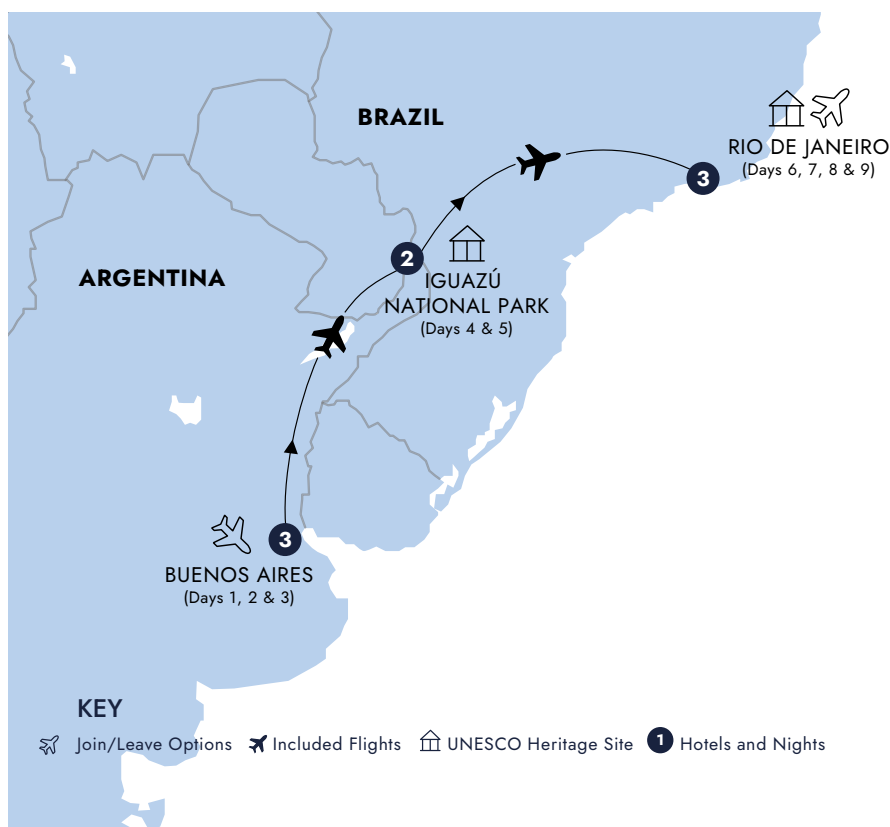 BRAZIL
RIO DE JANEIRO
(Days 6, 7, 8 & 9)
3
2
ARGENTINA
IGUAZÚ
NATIONAL PARK
(Days 4 & 5)
3
BUENOS AIRES
(Days 1, 2 & 3)
KEY
Join/Leave Options Included Flights UNESCO Heritage Site 1 Hotels and Nights